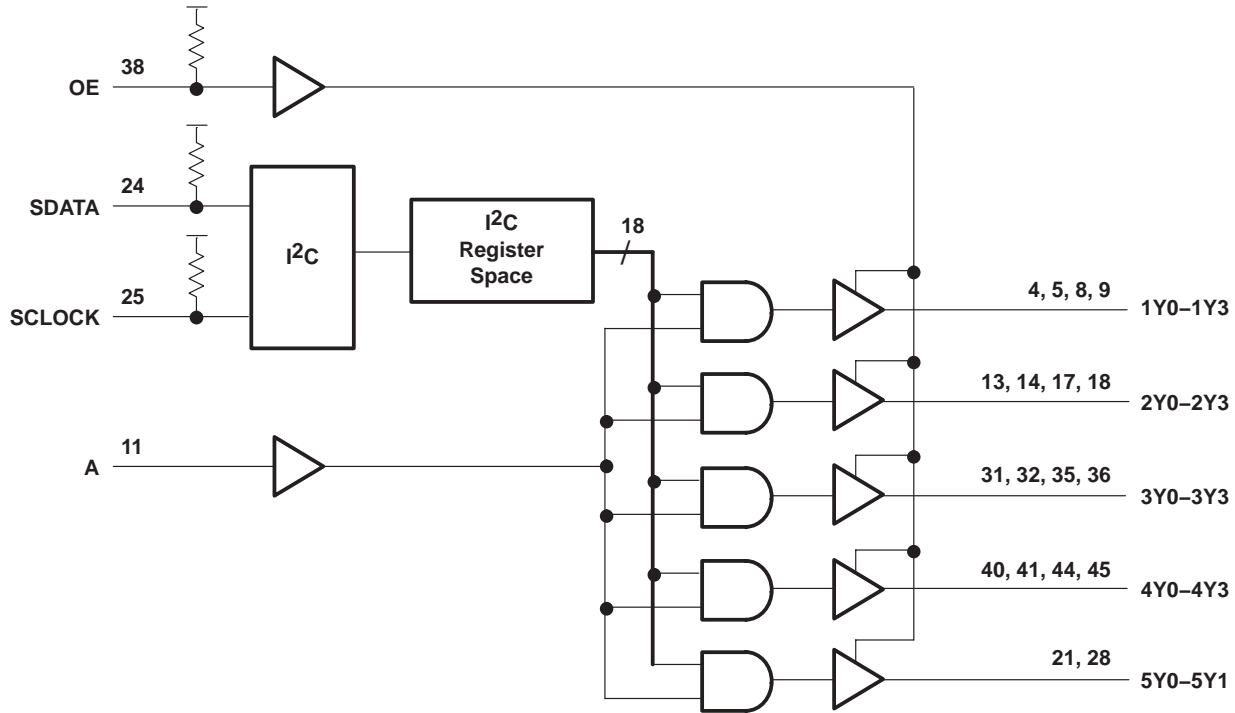 38
OE
24
SDATA
I2C
I2C
Register
Space
18
25
SCLOCK
4, 5, 8, 9
1Y0–1Y3
13, 14, 17, 18
2Y0–2Y3
11
A
31, 32, 35, 36
3Y0–3Y3
40, 41, 44, 45
4Y0–4Y3
21, 28
5Y0–5Y1